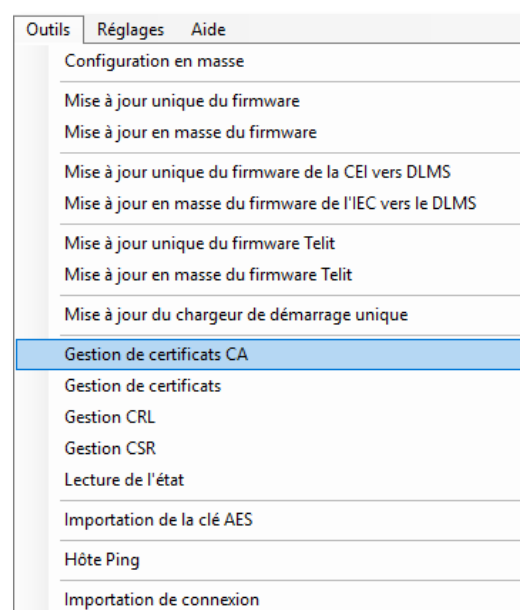 Outils Réglages Aide
Configuration en masse
Mise à jour unique du firmware
Mise à jour en masse du firmware
Mise à jour unique du firmware de la CEI vers DLMS
Mise à jour en masse du firmware de l'IEC vers le DLMS
Mise à jour unique du firmware Telit
Mise à jour en masse du firmware Telit
Mise à jour du chargeur de démarrage unique
Gestion de certificats CA
Gestion de certificats
Gestion CRL
Gestion CSR
Lecture de l'état
Importation de la clé AES
Hôte Ping
Importation de connexion